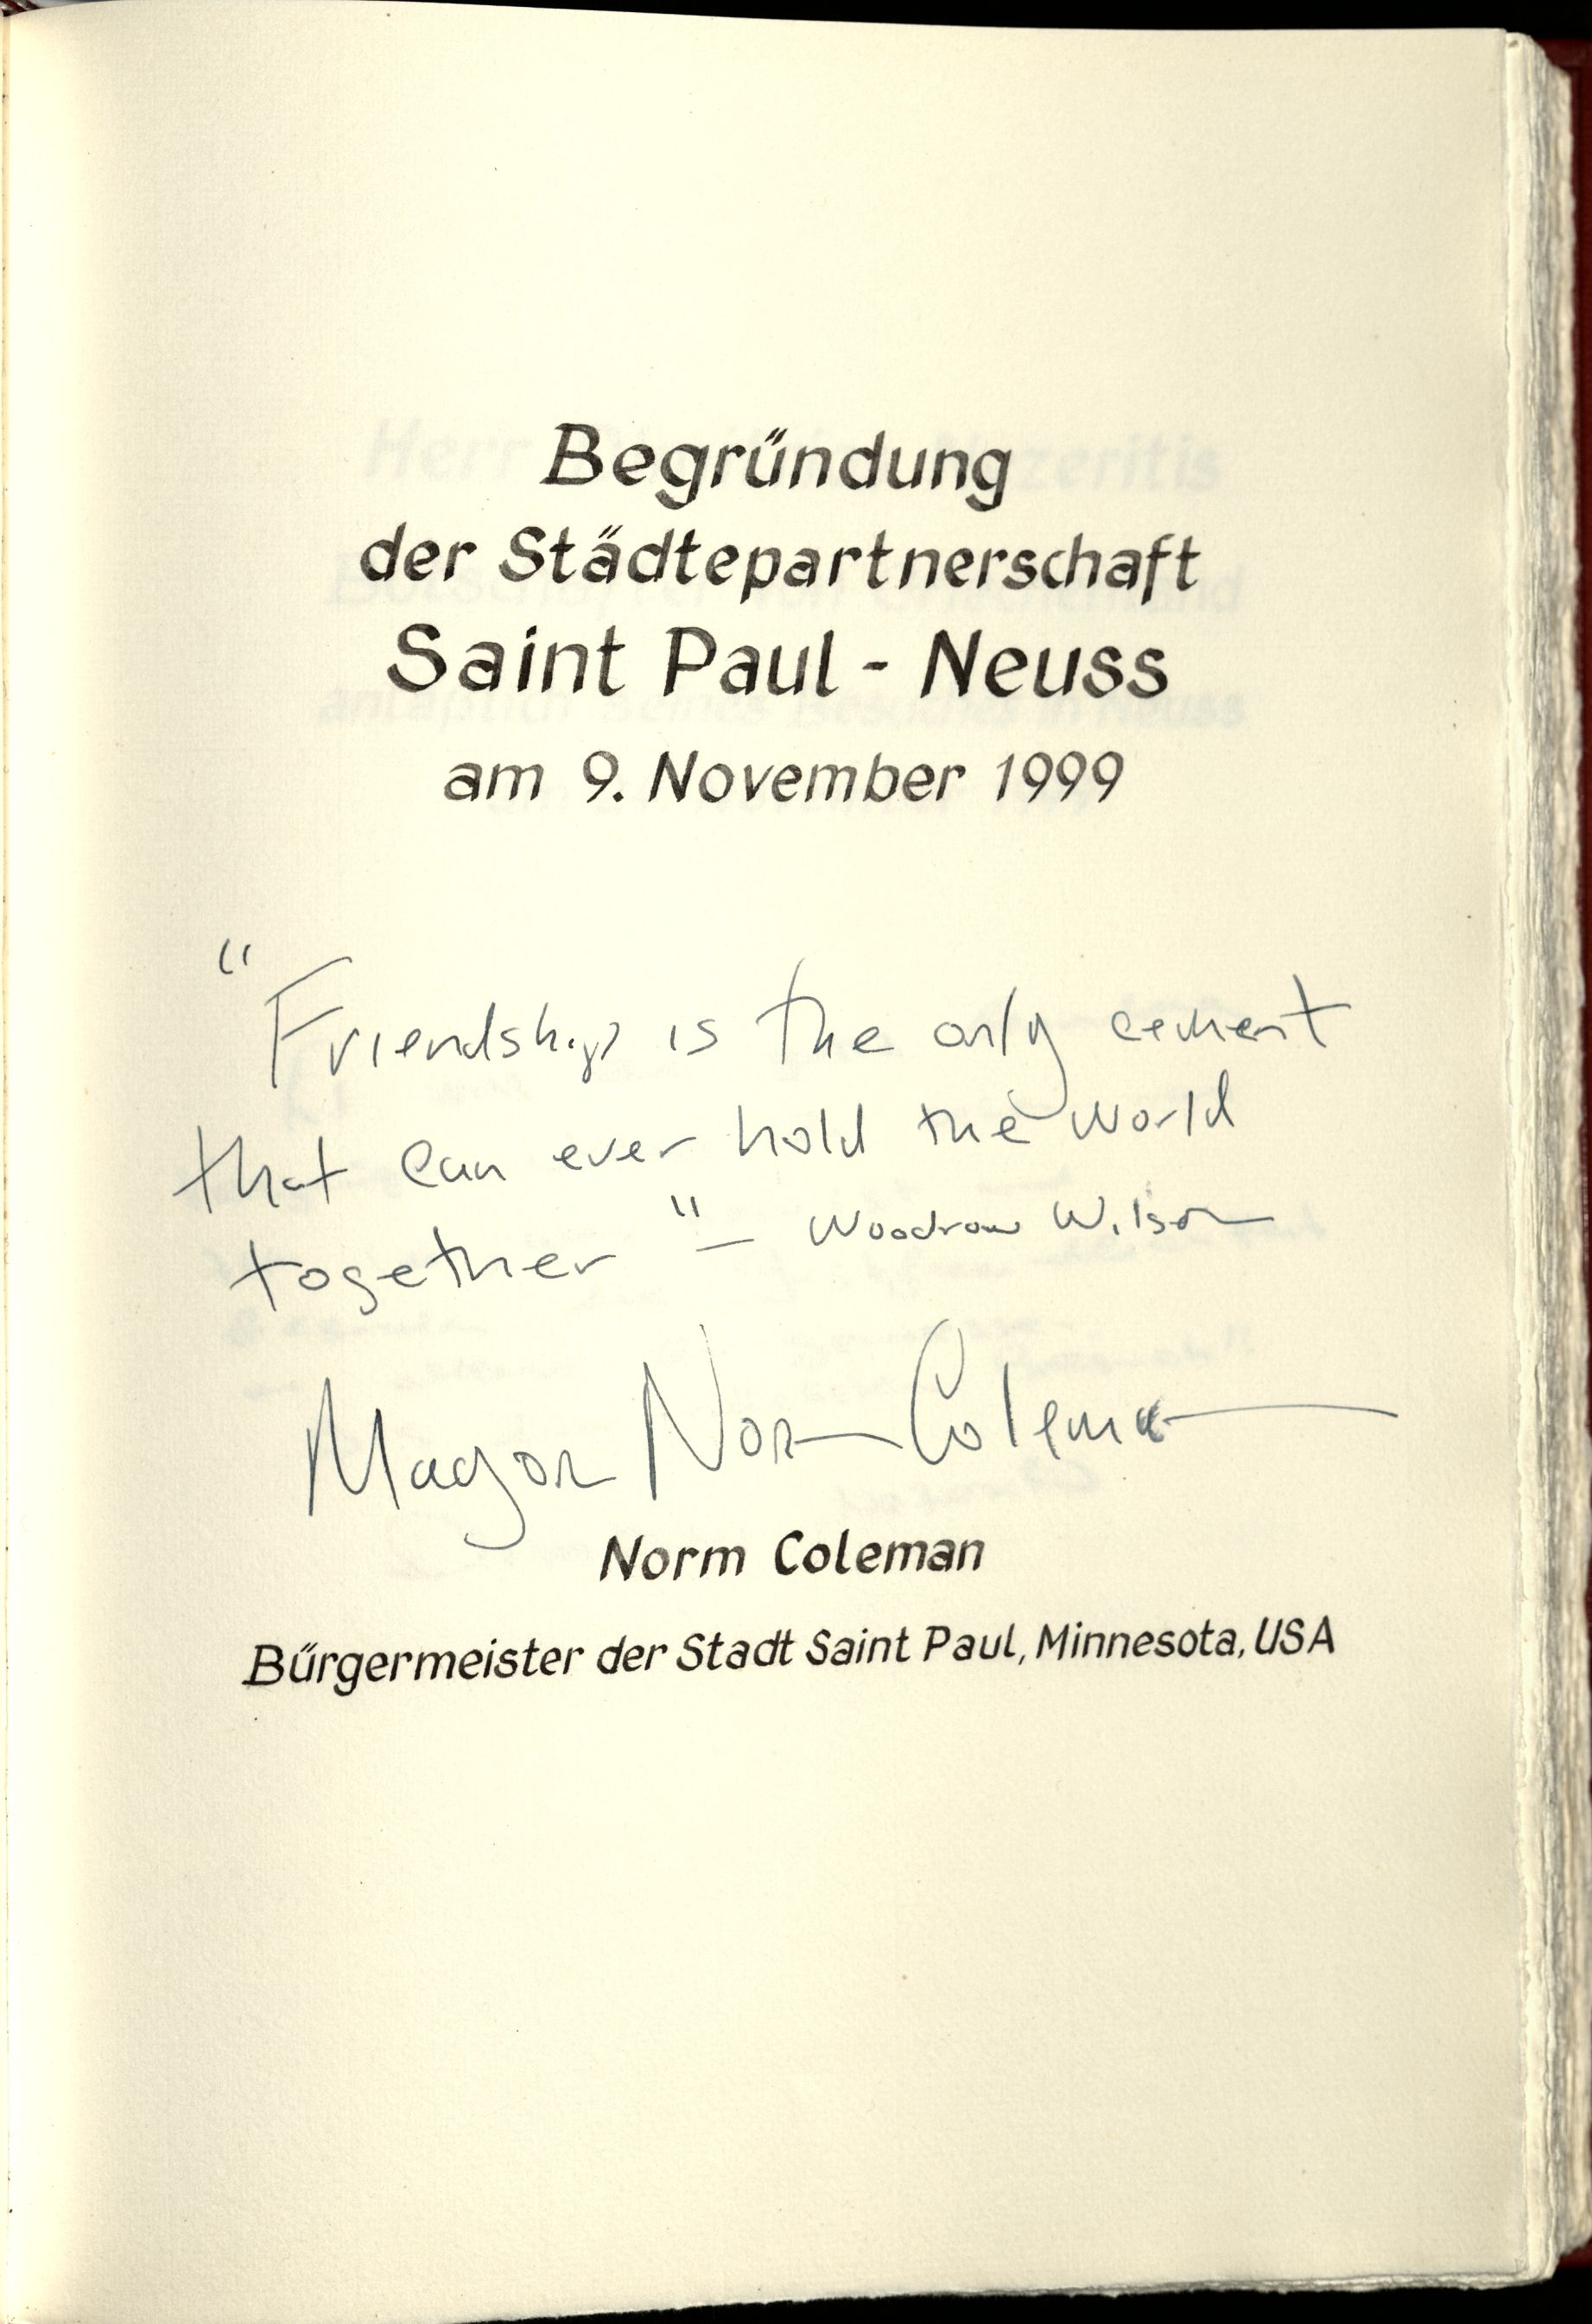 Begründung
der Städtepartnerschaft
Saint Paul - Neuss
am 9. November 1999
"Friendship is the only cement
that can ever hold the world
together" - Woodrow Wilson
Mayor Norm Coleman
Norm Coleman
Bürgermeister der Stadt Saint Paul, Minnesota, USA